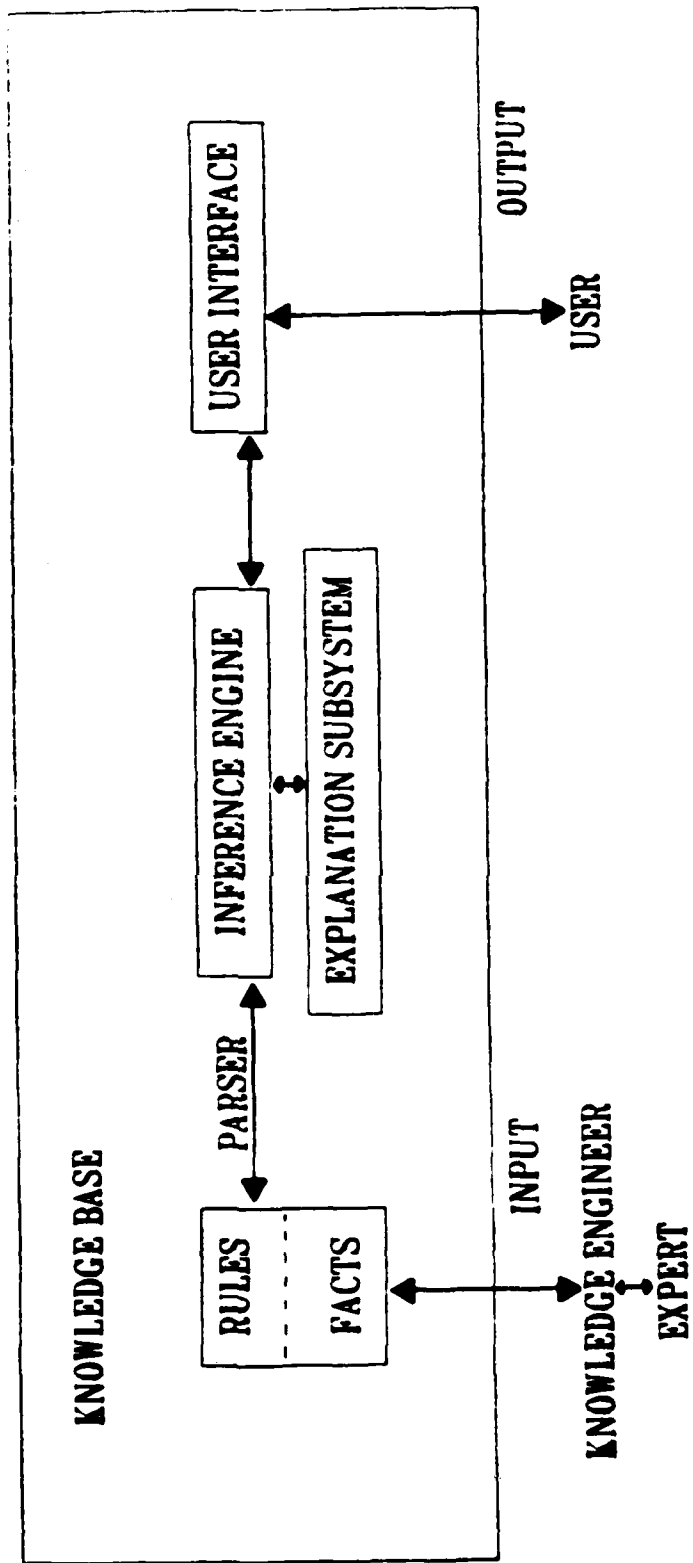 KNOWLEDGE BASE
RULES
FACTS
PARSER
INFERENCE ENGINE
EXPLANATION SUBSYSTEM
USER INTERFACE
INPUT
OUTPUT
KNOWLEDGE ENGINEER
EXPERT
USER